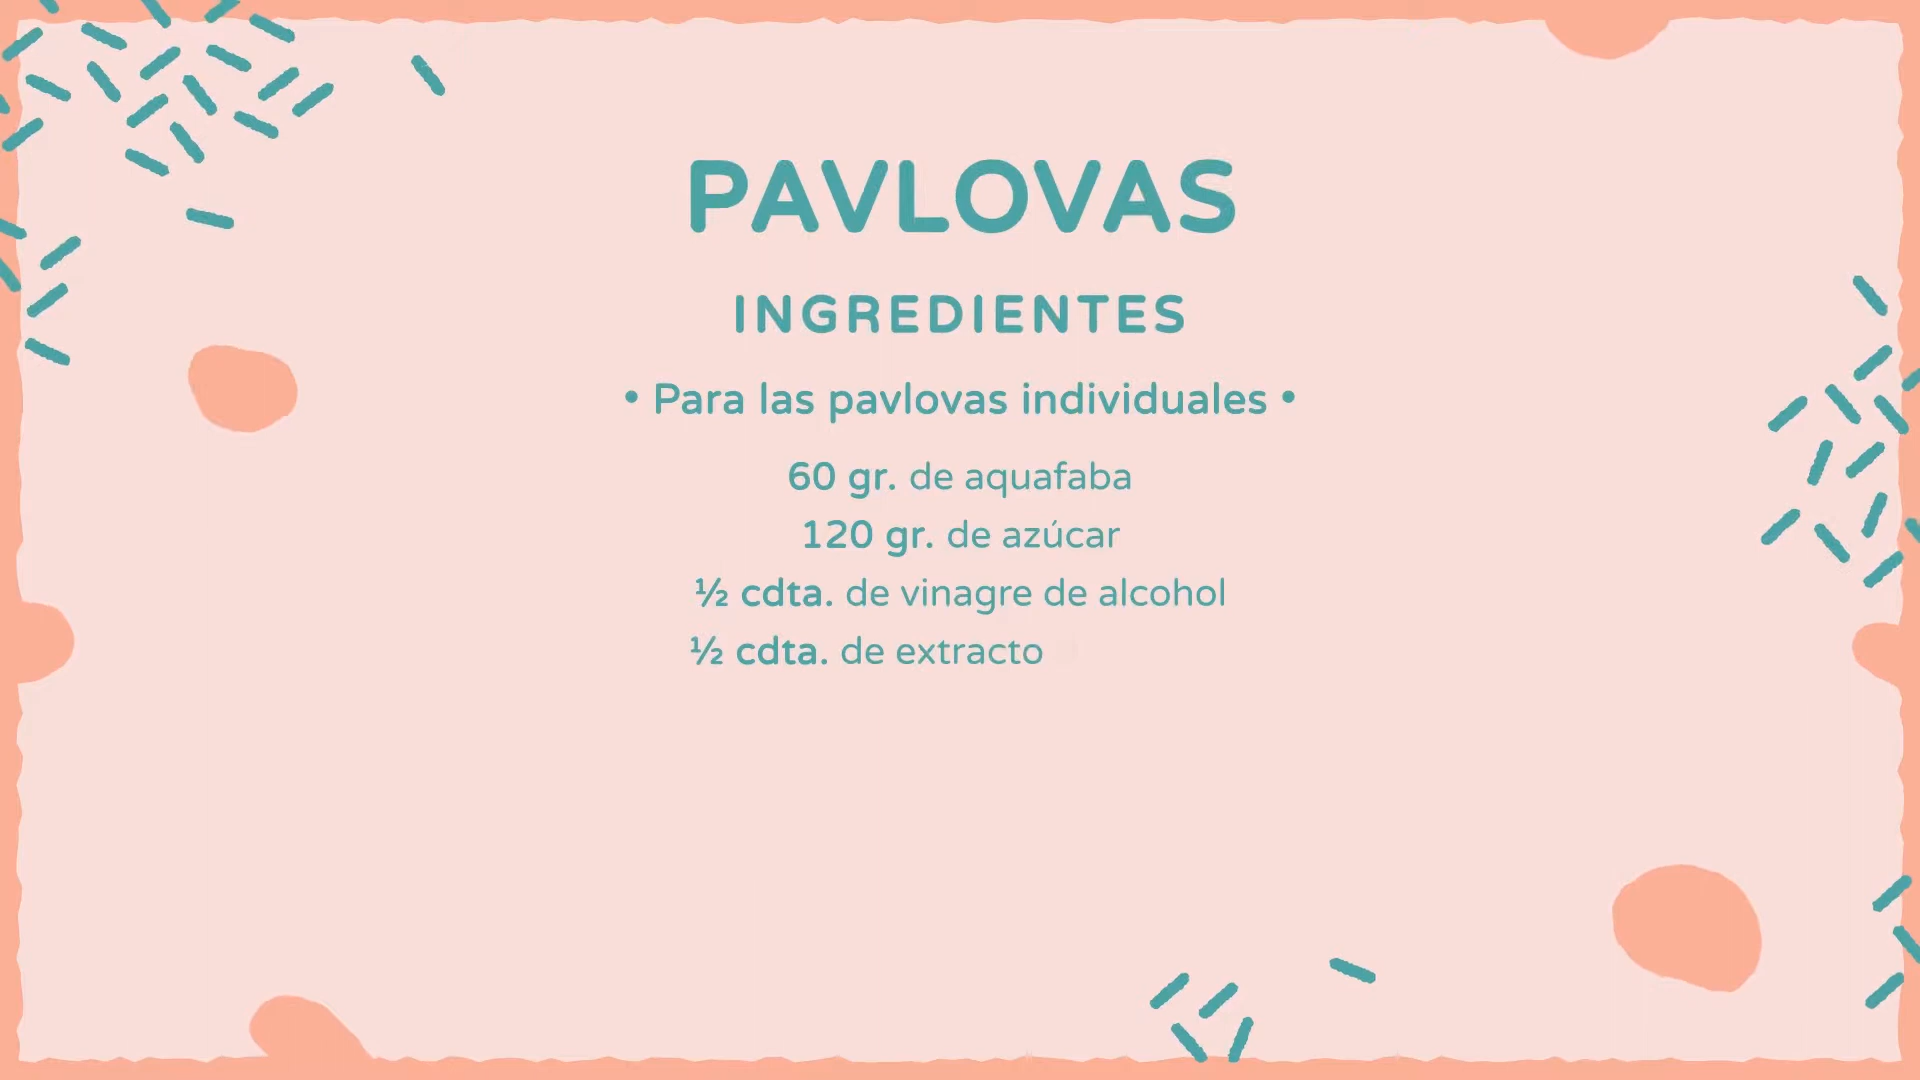 PAVLOVAS
INGREDIENTES
• Para las pavlovas individuales •
60 gr. de aquafaba
120 gr. de azúcar
½ cdta. de vinagre de alcohol
½ cdta. de extracto